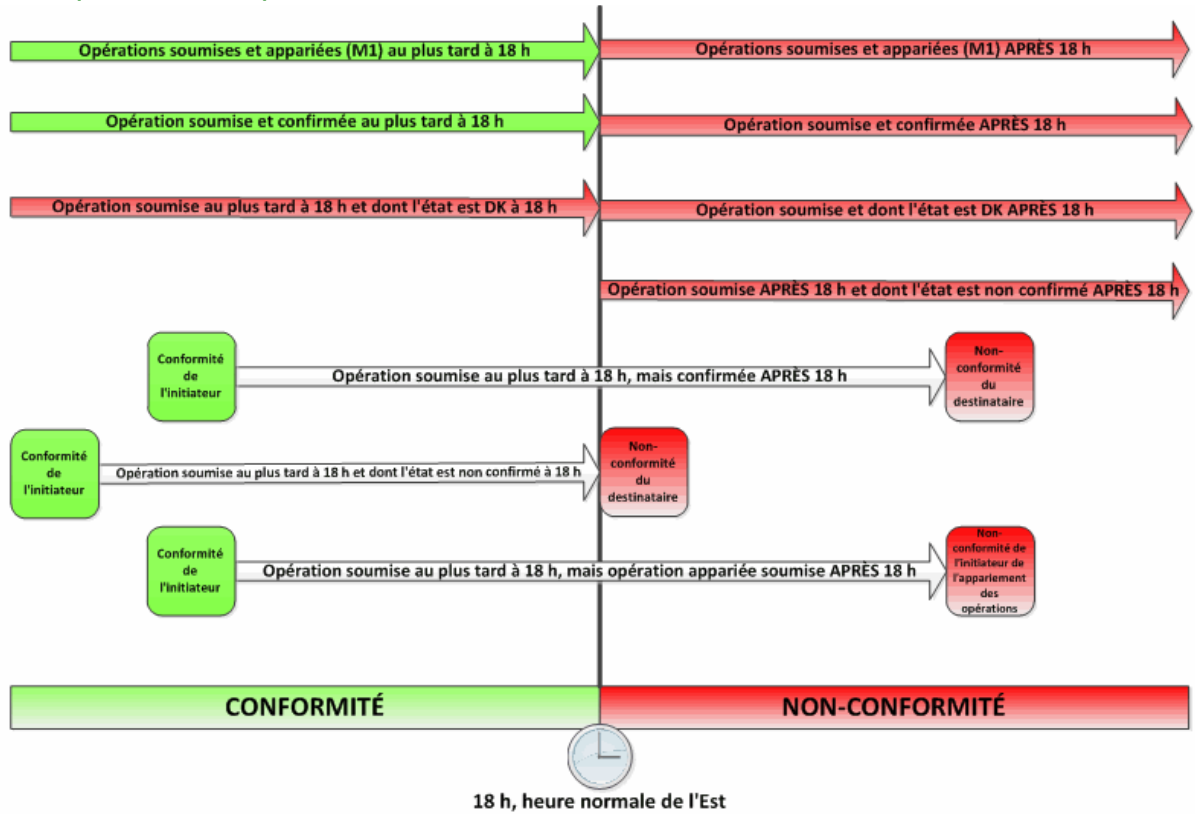 Opérations soumises et appariées (M1) au plus tard à 18 h
Opérations soumises et appariées (M1) APRÈS 18 h
Opération soumise et confirmée au plus tard à 18 h
Opération soumise et confirmée APRÈS 18 h
Opération soumise au plus tard à 18 h et dont l'état est DK à 18 h
Opération soumise et dont l'état est DK APRÈS 18 h
Opération soumise APRÈS 18 h et dont l'état est non confirmé APRÈS 18 h
Conformité
de
l'initiateur
Opération soumise au plus tard à 18 h, mais confirmée APRÈS 18 h
Non-
conformité
du
destinataire
Conformité
de
l'initiateur
Opération soumise au plus tard à 18 h et dont l'état est non confirmé à 18 h
Non-
conformité
du
destinataire
Conformité
de
l'initiateur
Opération soumise au plus tard à 18 h, mais opération appariée soumise APRÈS 18 h
Non-
conformité de
l'initiateur de
l'appariement
des
opérations
CONFORMITÉ
NON-CONFORMITÉ
18 h, heure normale de l'Est